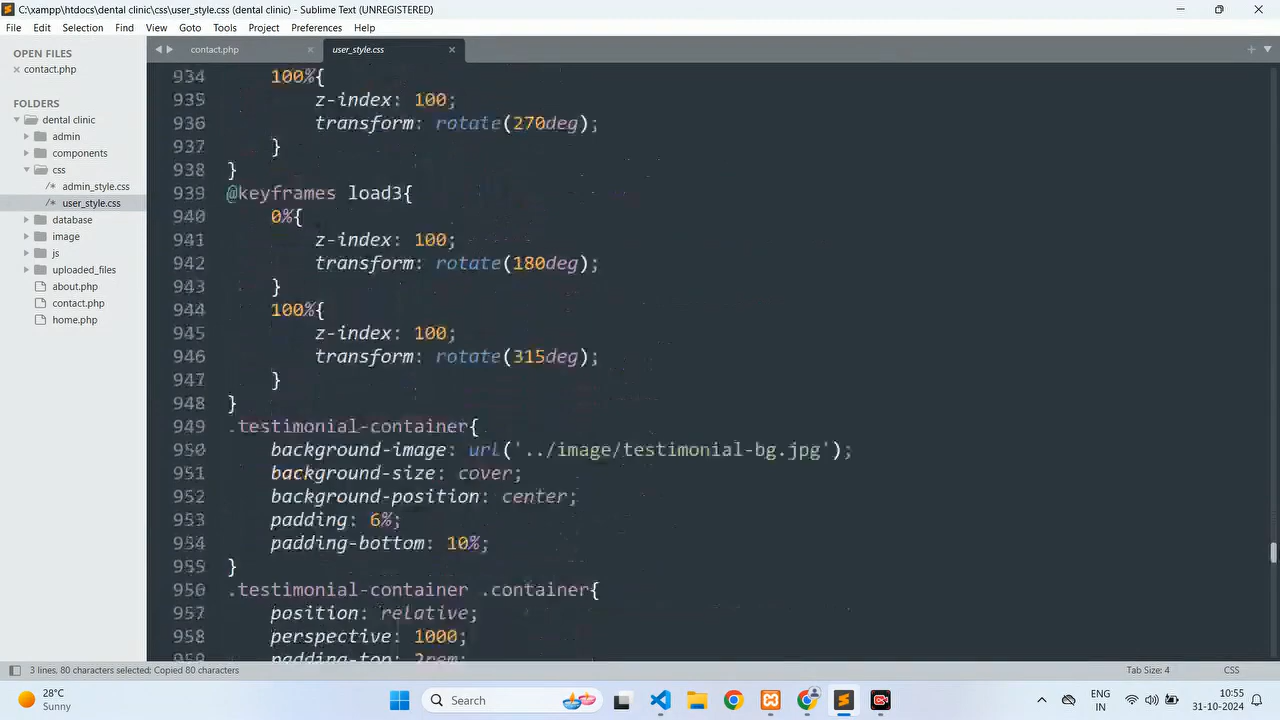 C:\xampp\htdocs\dental clinic\css\user_style.css (dental clinic) - Sublime Text (UNREGISTERED)
File Edit Selection Find View Goto Tools Project Preferences Help
OPEN FILES
contact.php
FOLDERS
dental clinic
admin
components
css
/* admin_style.css
/* user_style.css
database
image
js
uploaded_files
about.php
contact.php
home.php
contact.php user_style.css
934 100%{
935 z-index: 100;
936 transform: rotate(270deg);
937 }
938 }
939 @keyframes load3{
940 0%{
941 z-index: 100;
942 transform: rotate(180deg);
943 }
944 100%{
945 z-index: 100;
946 transform: rotate(315deg);
947 }
948 }
949 .testimonial-container{
950 background-image: url('../image/testimonial-bg.jpg');
951 background-size: cover;
952 background-position: center;
953 padding: 6%;
954 padding-bottom: 10%;
955 }
956 .testimonial-container .container{
957 position: relative;
958 perspective: 1000;
959 padding-top: 2rem;
3 lines, 80 characters selected; Copied 80 characters
Tab Size: 4 CSS
28°C
Sunny
Search
ENG
IN
10:55
31-10-2024